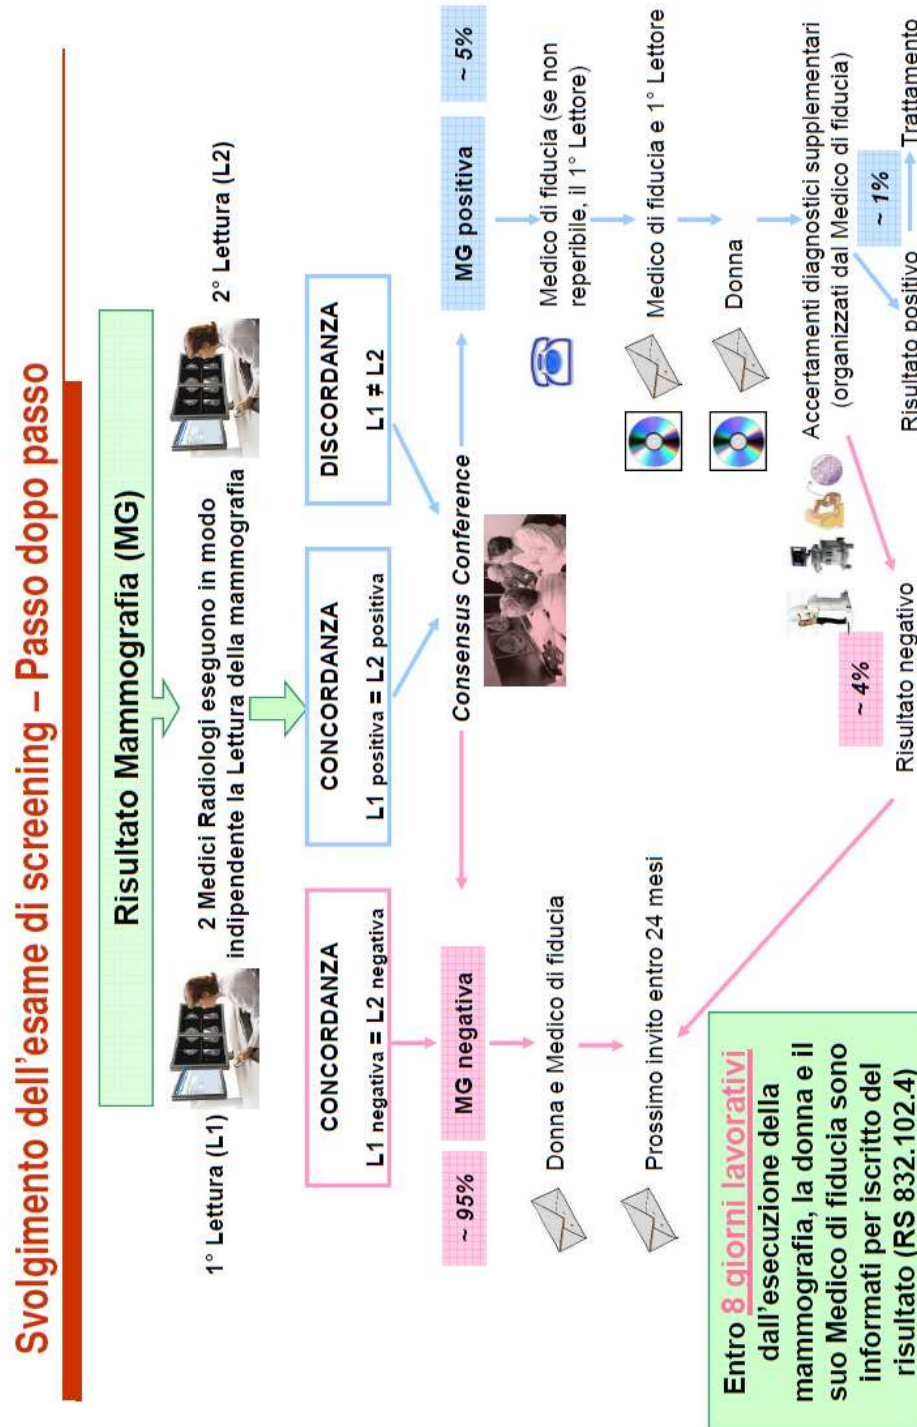 Svolgimento dell'esame di screening – Passo dopo passo
Risultato Mammografia (MG)
1° Lettura (L1)
2 Medici Radiologi eseguono in modo
indipendente la Lettura della mammografia
2° Lettura (L2)
CONCORDANZA
L1 negativa = L2 negativa
CONCORDANZA
L1 positiva = L2 positiva
DISCORDANZA
L1 ≠ L2
~ 95%
MG negativa
Consensus Conference
MG positiva
~ 5%
Donna e Medico di fiducia
Medico di fiducia (se non
reperibile, il 1° Lettore)
Prossimo invito entro 24 mesi
Medico di fiducia e 1° Lettore
Donna
Accertamenti diagnostici supplementari
(organizzati dal Medico di fiducia)
~ 4%
~ 1%
Risultato negativo
Risultato positivo
Trattamento
Entro 8 giorni lavorativi
dall'esecuzione della
mammografia, la donna e il
suo Medico di fiducia sono
informati per iscritto del
risultato (RS 832.102.4)